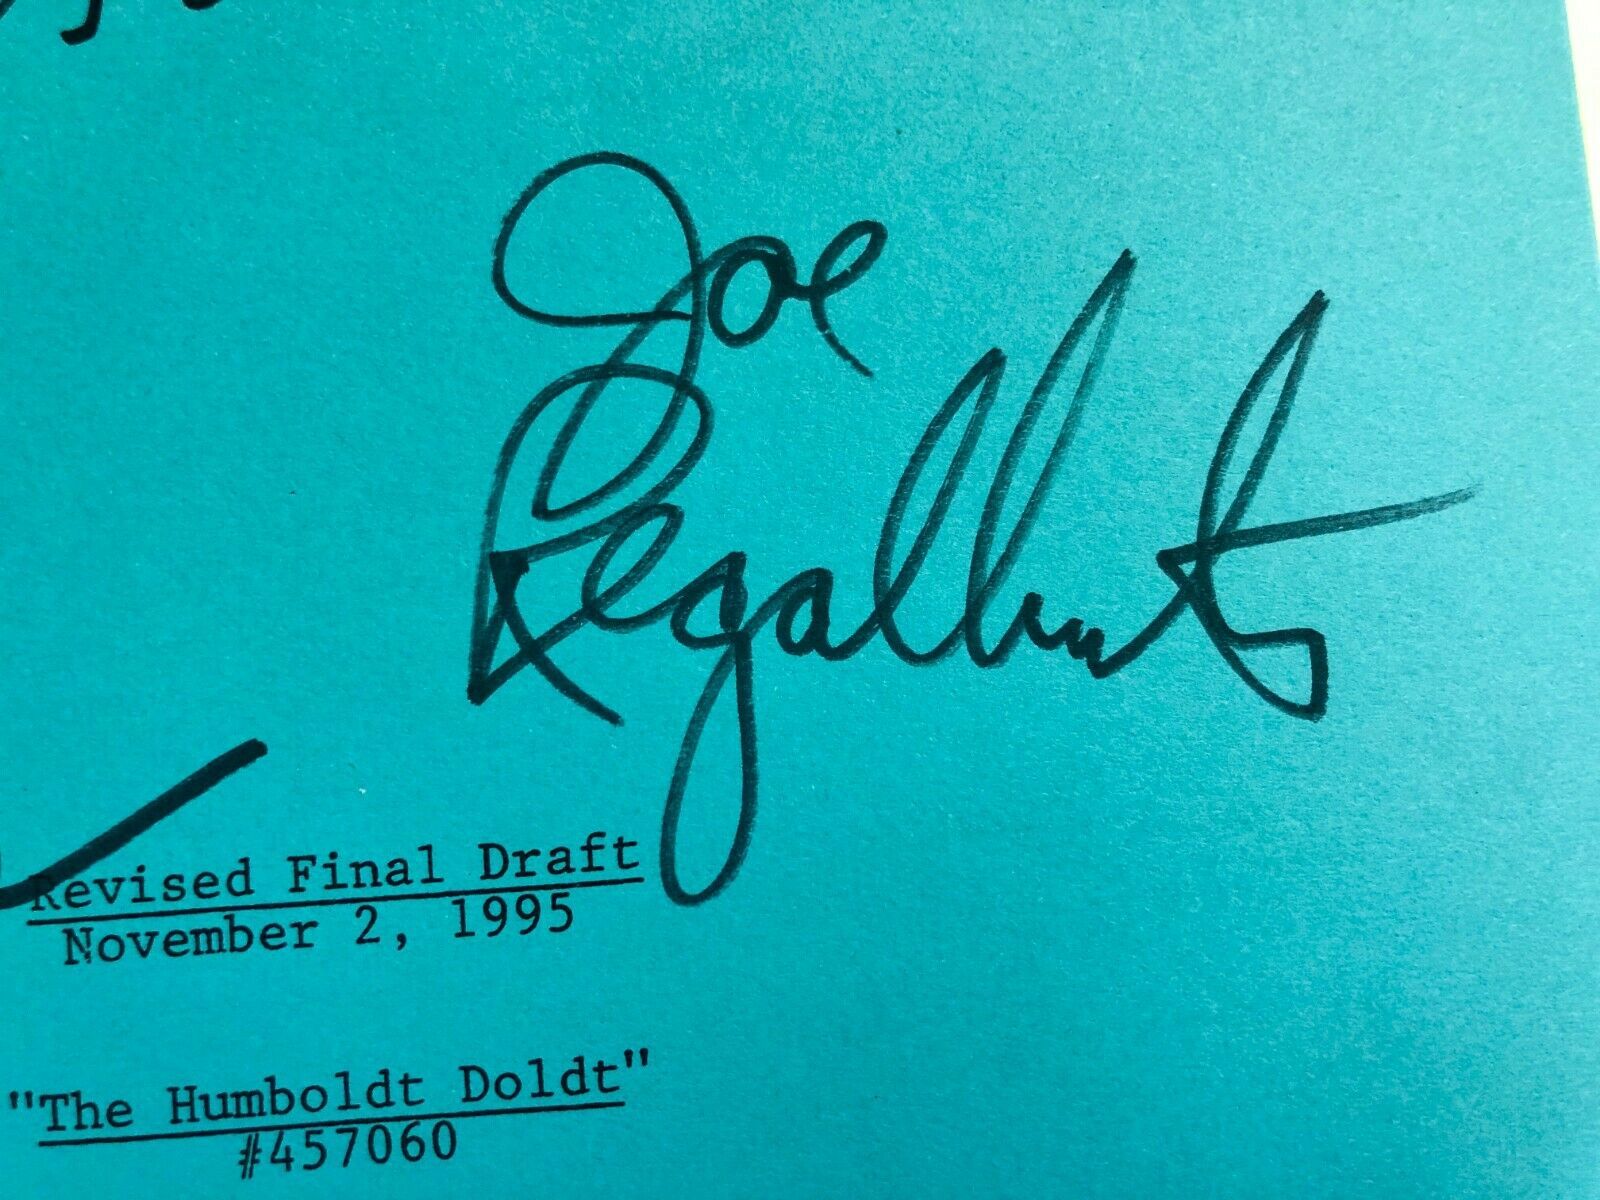 Joe
Regalbuto
Revised Final Draft
November 2, 1995
"The Humboldt Doldt"
#457060